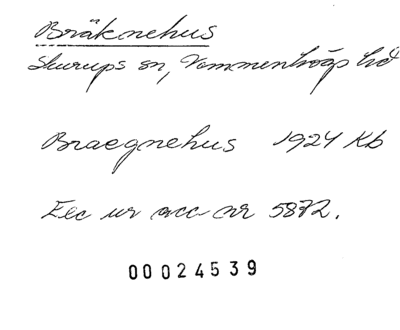 Bräknehus
Skurups sn, Vemmenhögs hd
Braegnehus 1924 Kb
Exc ur acc nr 5872.
00024539